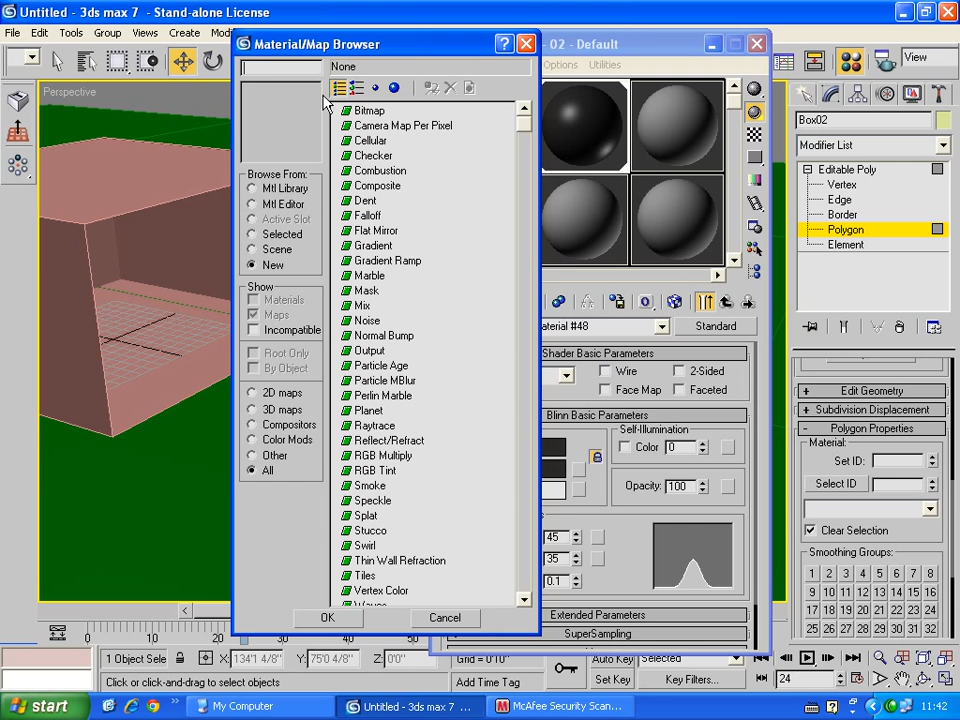 Untitled - 3ds max 7 - Stand-alone License
File Edit Tools Group Views Create Mod
View
Perspective
Material/Map Browser
None
Browse From:
Mtl Library
Mtl Editor
Active Slot
Selected
Scene
New
Show
Materials
Maps
Incompatible
Root Only
By Object
2D maps
3D maps
Compositors
Color Mods
Other
All
Bitmap
Camera Map Per Pixel
Cellular
Checker
Combustion
Composite
Dent
Falloff
Flat Mirror
Gradient
Gradient Ramp
Marble
Mask
Mix
Noise
Normal Bump
Output
Particle Age
Particle MBlur
Perlin Marble
Planet
Raytrace
Reflect/Refract
RGB Multiply
RGB Tint
Smoke
Speckle
Splat
Stucco
Swirl
Thin Wall Refraction
Tiles
Vertex Color
OK Cancel
- 02 - Default
Options Utilities
aterial #48 Standard
Shader Basic Parameters
Wire 2-Sided
Face Map Faceted
Blinn Basic Parameters
Self-Illumination
Color 0
Opacity: 100
45
35
0.1
Extended Parameters
SuperSampling
Box02
Modifier List
Editable Poly
Vertex
Edge
Border
Polygon
Element
+ Edit Geometry
+ Subdivision Displacement
- Polygon Properties
Material:
Set ID:
Select ID
Clear Selection
Smoothing Groups:
1 2 3 4 5 6 7 8
9 10 11 12 13 14 15 16
17 18 19 20 21 22 23 24
25 26 27 28 29 30 31 32
0 10 20 30 40 50 60 70
1 Object Sele X: 134'1 4/8" Y: 75'0 4/8" Z: 0'0" Grid = 0'10" Auto Key Selected
Click or click-and-drag to select objects Add Time Tag Set Key Key Filters... 24
start My Computer Untitled - 3ds max 7 ... McAfee Security Scan... 11:42